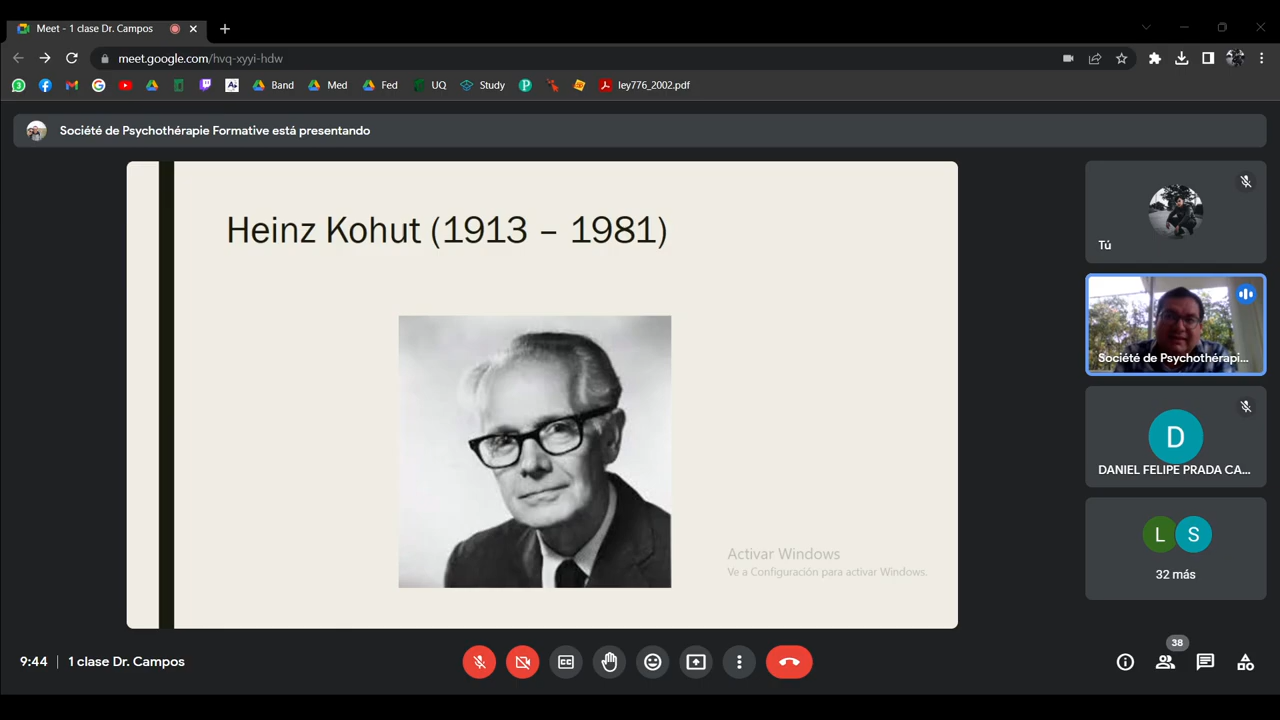 Meet - 1 clase Dr. Campos
meet.google.com/hvq-xyyi-hdw
3
Band
Med
Fed
UQ
Study
ley776_2002.pdf
Société de Psychothérapie Formative está presentando
Heinz Kohut (1913 – 1981)
Activar Windows
Ve a Configuración para activar Windows.
Tú
Société de Psychothérapi...
D
DANIEL FELIPE PRADA CA...
L S
32 más
9:44 | 1 clase Dr. Campos
38